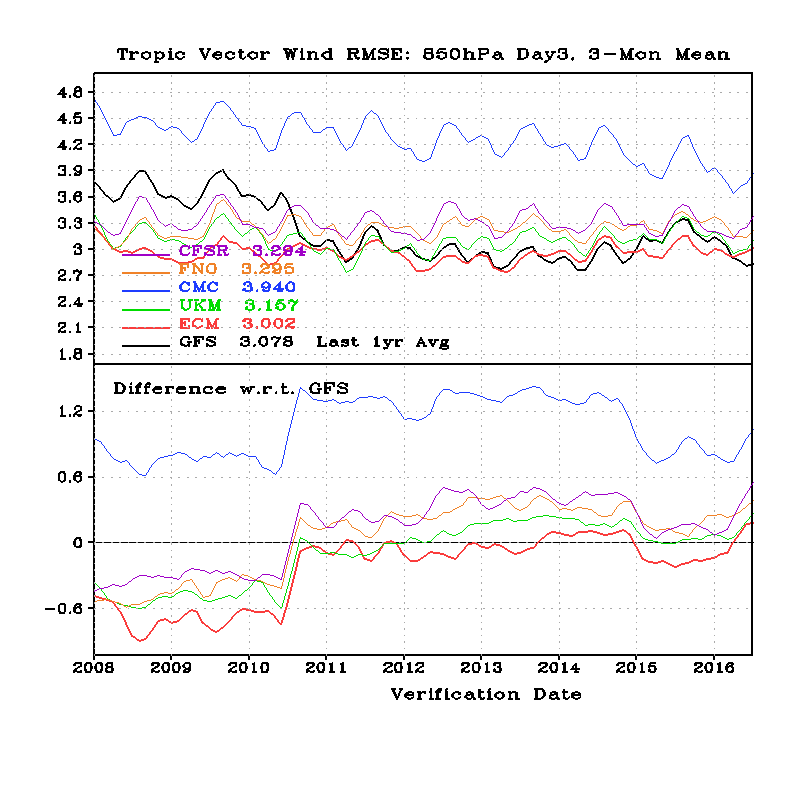 Tropic Vector Wind RMSE: 850hPa Day3, 3-Mon Mean
4.8
4.5
4.2
3.9
3.6
3.3
3
2.7
2.4
2.1
1.8
CFSR 3.294
FNO 3.295
CMC 3.940
UKM 3.157
ECM 3.002
GFS 3.078 Last 1yr Avg
Difference w.r.t. GFS
1.2
0.6
0
-0.6
2008 2009 2010 2011 2012 2013 2014 2015 2016
Verification Date